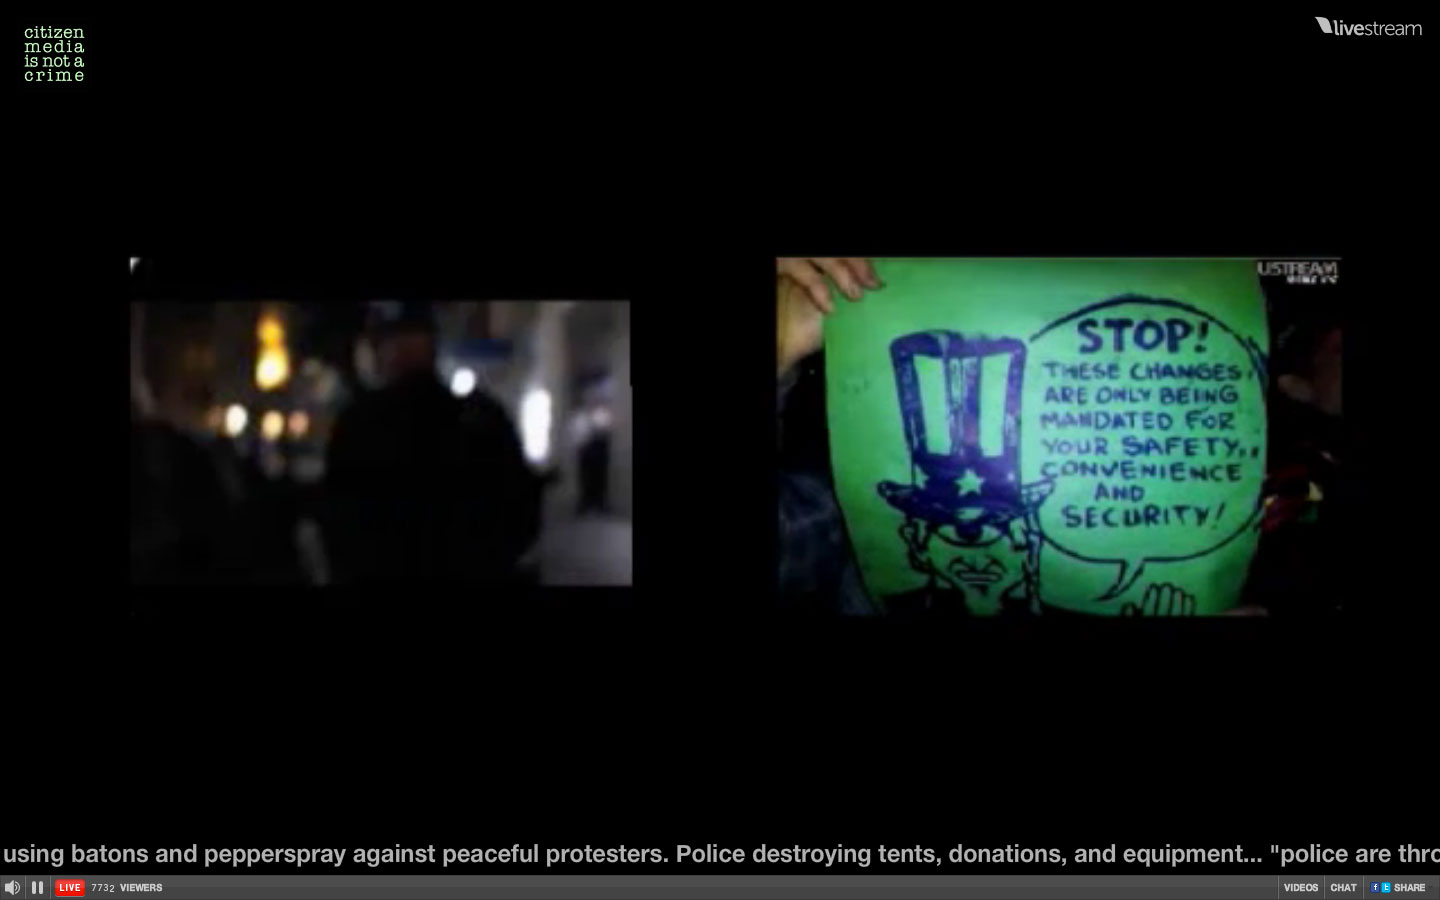 citizen
media
is not a
crime
livestream
USTREAM
STOP!
THESE CHANGES
ARE ONLY BEING
MANDATED FOR
YOUR SAFETY..
CONVENIENCE
AND
SECURITY!
using batons and pepperspray against peaceful protesters. Police destroying tents, donations, and equipment... "police are thro
LIVE 7732 VIEWERS VIDEOS CHAT f t SHARE